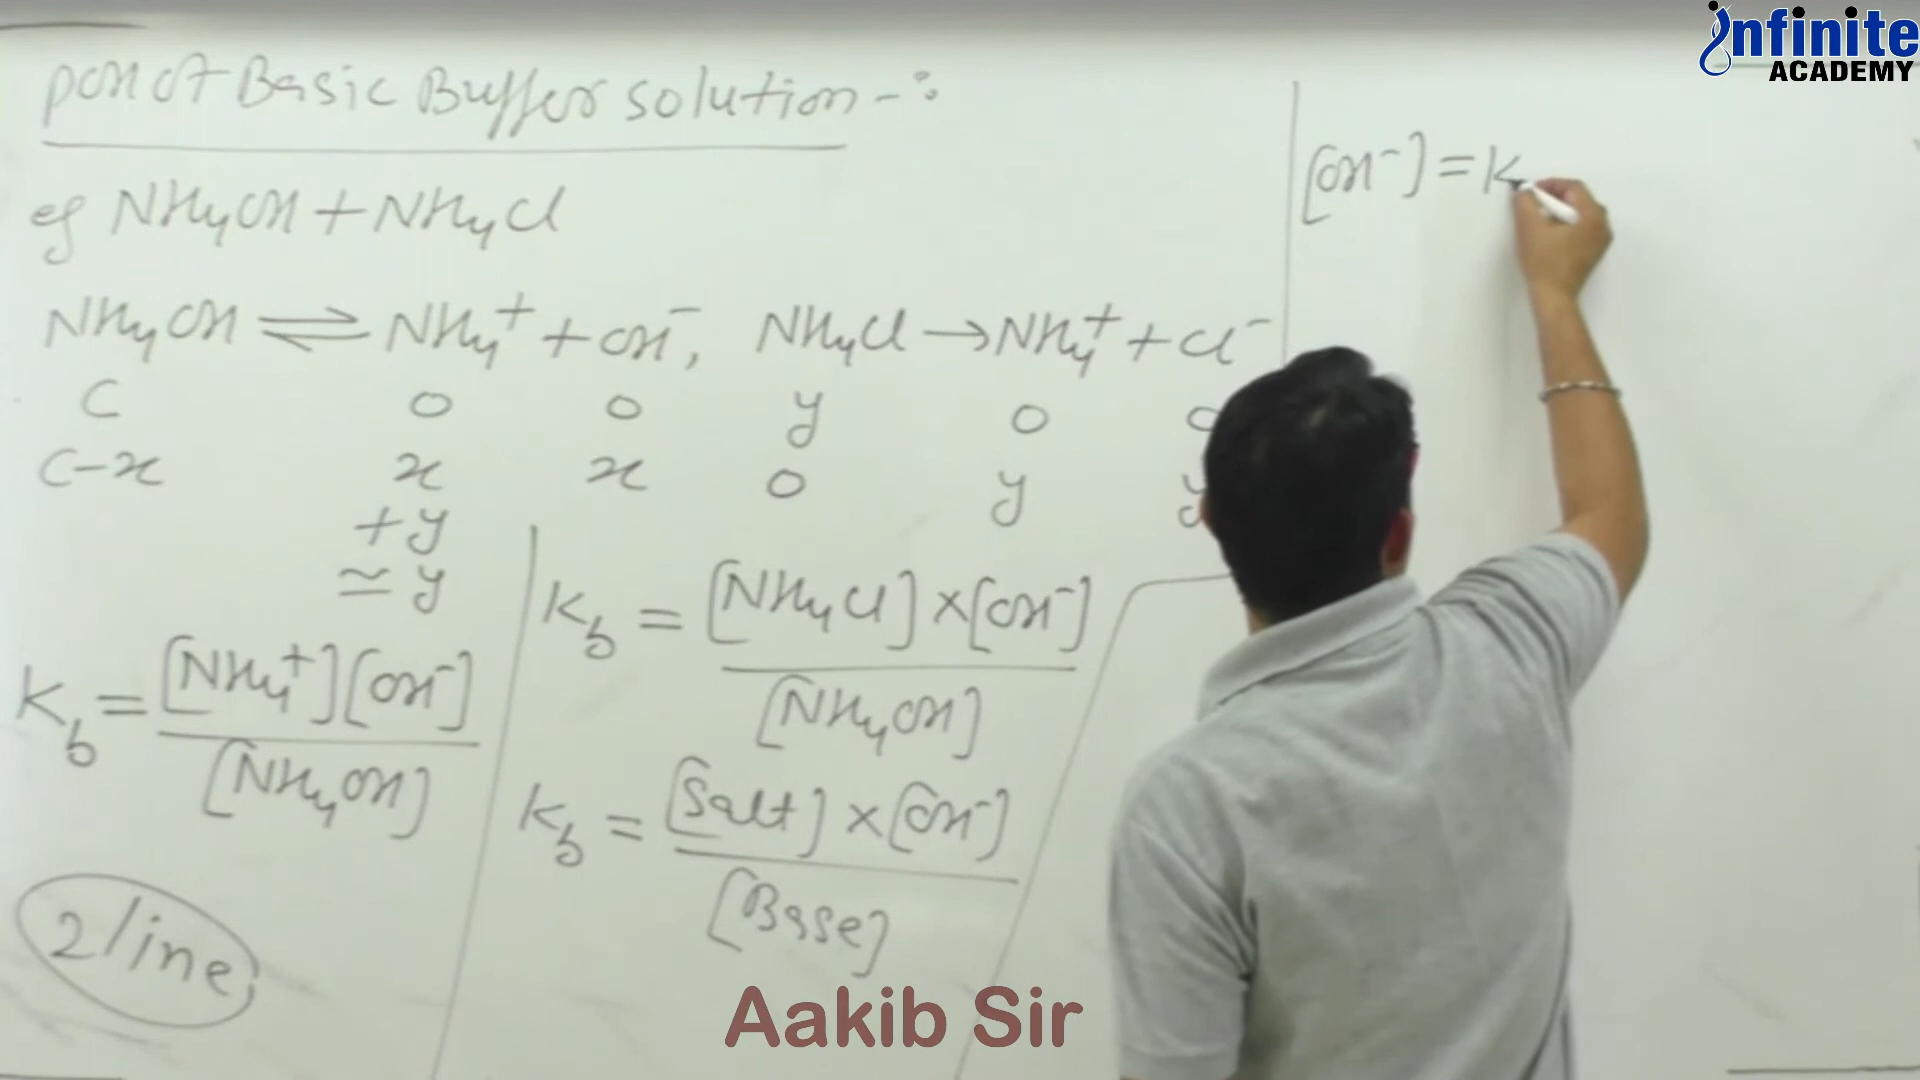 POH of Basic Buffer solution -:
eg NH4OH + NH4Cl
NH4OH ⇌ NH4+ + OH-, NH4Cl → NH4+ + Cl-
C 0 0 y 0 0
C-x x x 0 y y
+y
≃ y
Kb = [NH4+][OH-] / [NH4OH]
2 line
Kb = [NH4Cl] × [OH-] / [NH4OH]
Kb = [Salt] × [OH-] / [Base]
[OH-] = K
Infinite
ACADEMY
Aakib Sir